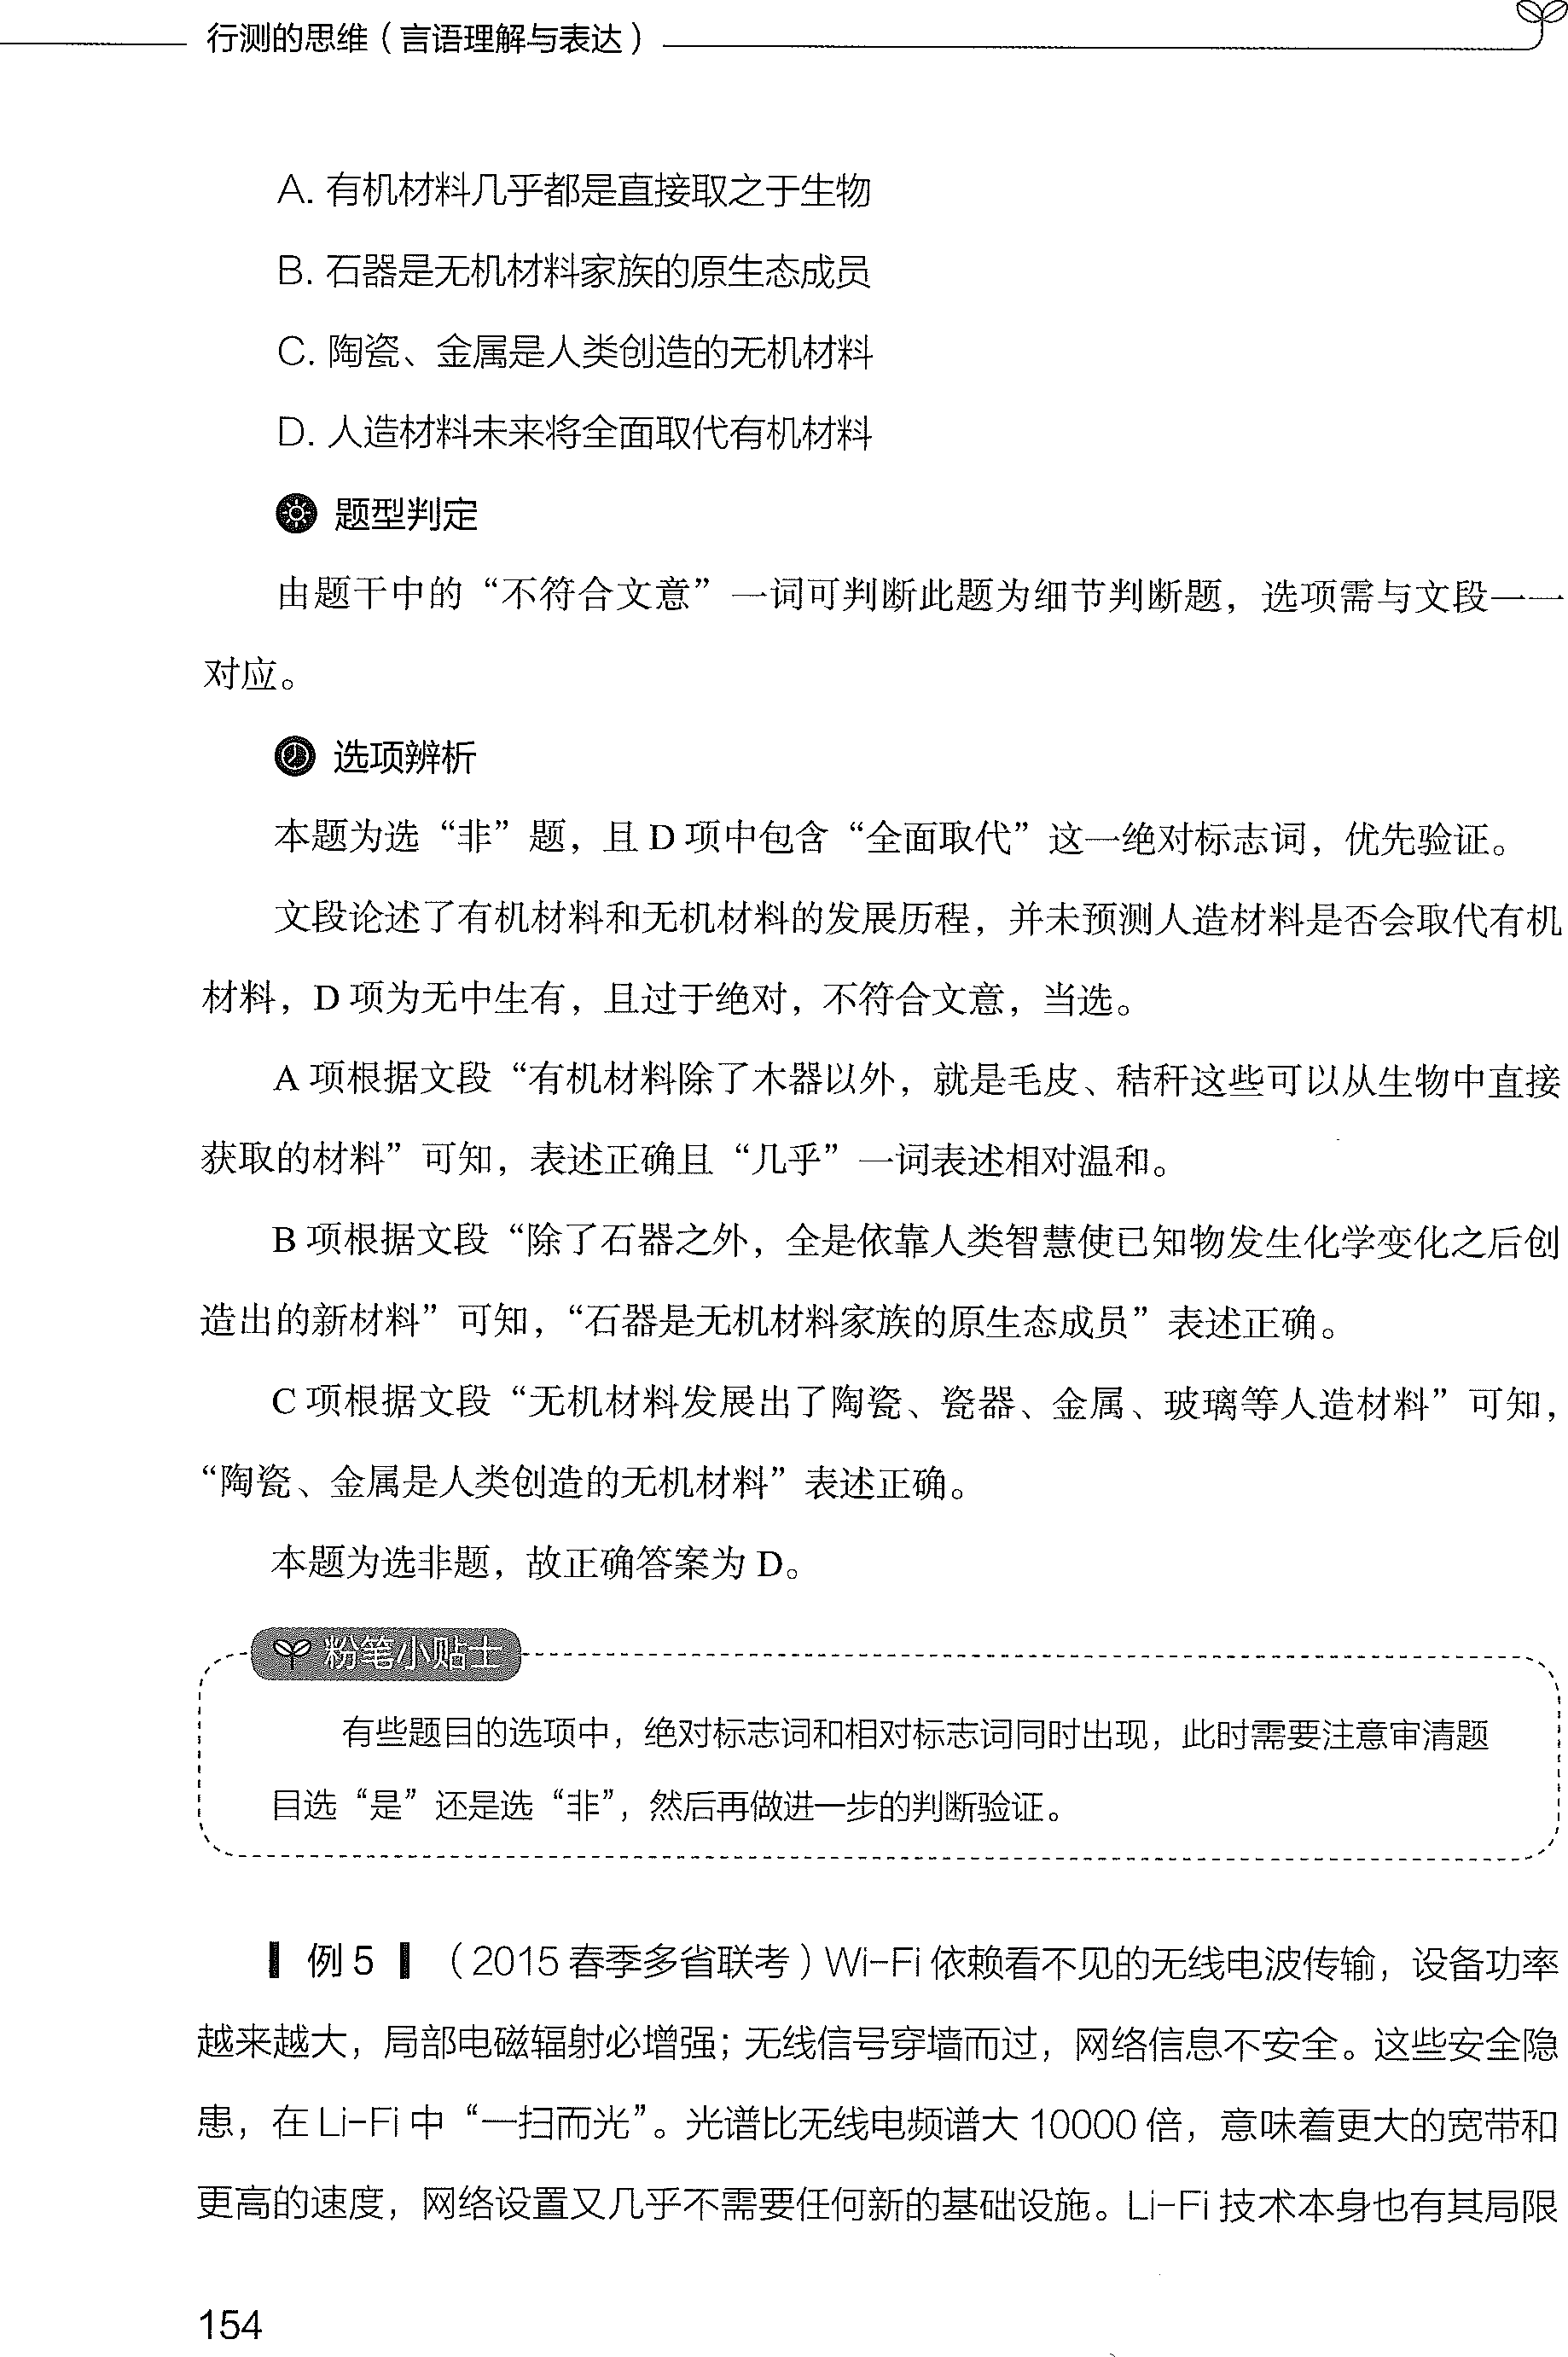 行测的思维（言语理解与表达）
A. 有机材料几乎都是直接取之于生物
B. 石器是无机材料家族的原生态成员
C. 陶瓷、金属是人类创造的无机材料
D. 人造材料未来将全面取代有机材料
题型判定
由题干中的“不符合文意”一词可判断此题为细节判断题，选项需与文段一一
对应。
选项辨析
本题为选“非”题，且 D 项中包含“全面取代”这一绝对标志词，优先验证。
文段论述了有机材料和无机材料的发展历程，并未预测人造材料是否会取代有机
材料，D 项为无中生有，且过于绝对，不符合文意，当选。
A 项根据文段“有机材料除了木器以外，就是毛皮、秸秆这些可以从生物中直接
获取的材料”可知，表述正确且“几乎”一词表述相对温和。
B 项根据文段“除了石器之外，全是依靠人类智慧使已知物发生化学变化之后创
造出的新材料”可知，“石器是无机材料家族的原生态成员”表述正确。
C 项根据文段“无机材料发展出了陶瓷、瓷器、金属、玻璃等人造材料”可知，
“陶瓷、金属是人类创造的无机材料”表述正确。
本题为选非题，故正确答案为 D。
粉笔小贴士
有些题目的选项中，绝对标志词和相对标志词同时出现，此时需要注意审清题
目选“是”还是选“非”，然后再做进一步的判断验证。
例 5 （2015 春季多省联考）Wi-Fi 依赖看不见的无线电波传输，设备功率
越来越大，局部电磁辐射必增强；无线信号穿墙而过，网络信息不安全。这些安全隐
患，在 Li-Fi 中“一扫而光”。光谱比无线电频谱大 10000 倍，意味着更大的宽带和
更高的速度，网络设置又几乎不需要任何新的基础设施。Li-Fi 技术本身也有其局限
154